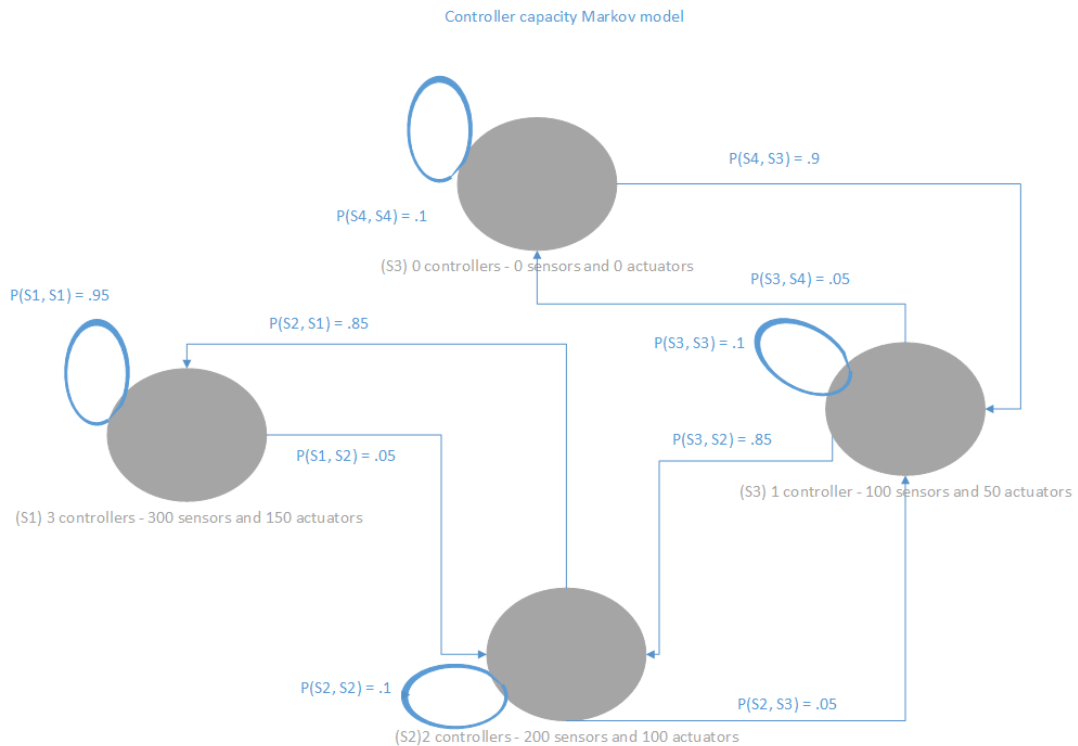 Controller capacity Markov model
P(S4, S3) = .9
P(S4, S4) = .1
(S3) 0 controllers - 0 sensors and 0 actuators
P(S3, S4) = .05
P(S1, S1) = .95
P(S2, S1) = .85
P(S3, S3) = .1
P(S3, S2) = .85
P(S1, S2) = .05
(S3) 1 controller - 100 sensors and 50 actuators
(S1) 3 controllers - 300 sensors and 150 actuators
P(S2, S2) = .1
P(S2, S3) = .05
(S2)2 controllers - 200 sensors and 100 actuators